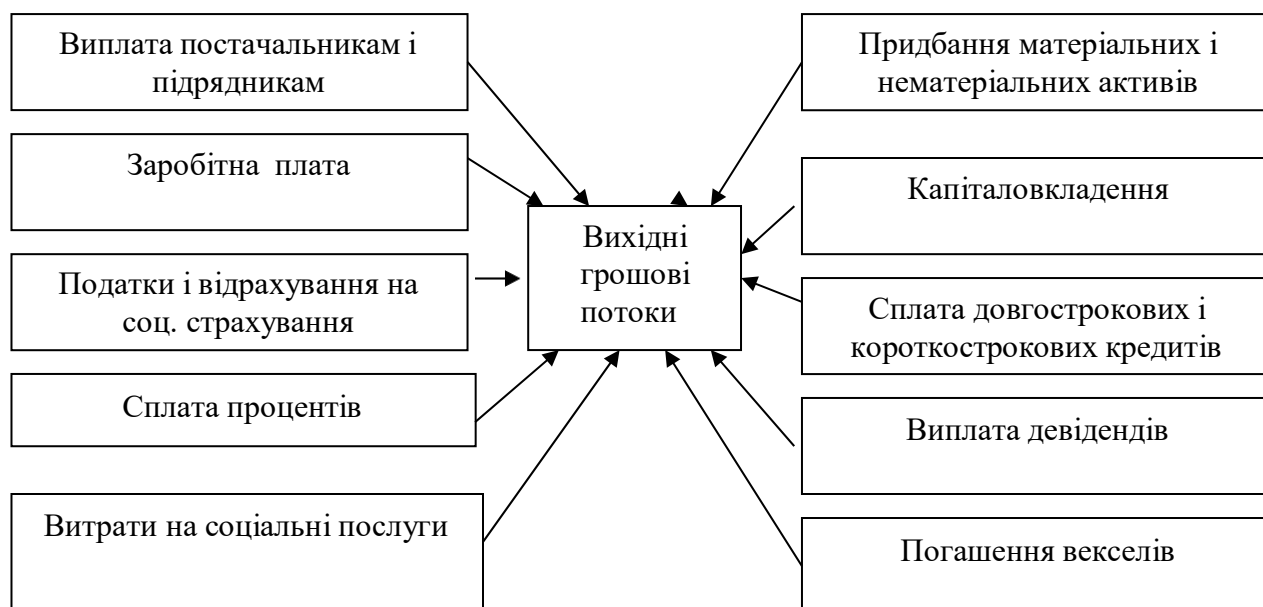 Виплата постачальникам і
підрядникам
Заробітна плата
Податки і відрахування на
соц. страхування
Сплата процентів
Витрати на соціальні послуги
Вихідні
грошові
потоки
Придбання матеріальних і
нематеріальних активів
Капіталовкладення
Сплата довгострокових і
короткострокових кредитів
Виплата девідендів
Погашення векселів